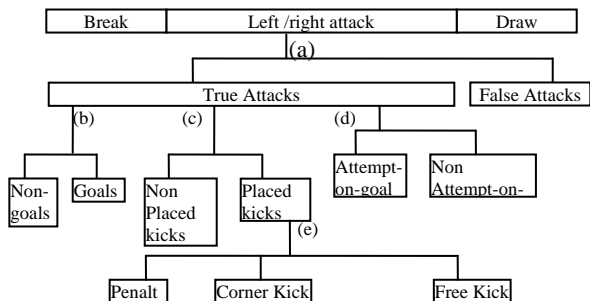 Break Left /right attack Draw
(a)
True Attacks False Attacks
(b) (c) (d)
Non-
goals
Goals
Non
Placed
kicks
Placed
kicks
Attempt-
on-goal
Non
Attempt-on-
(e)
Penalt Corner Kick Free Kick